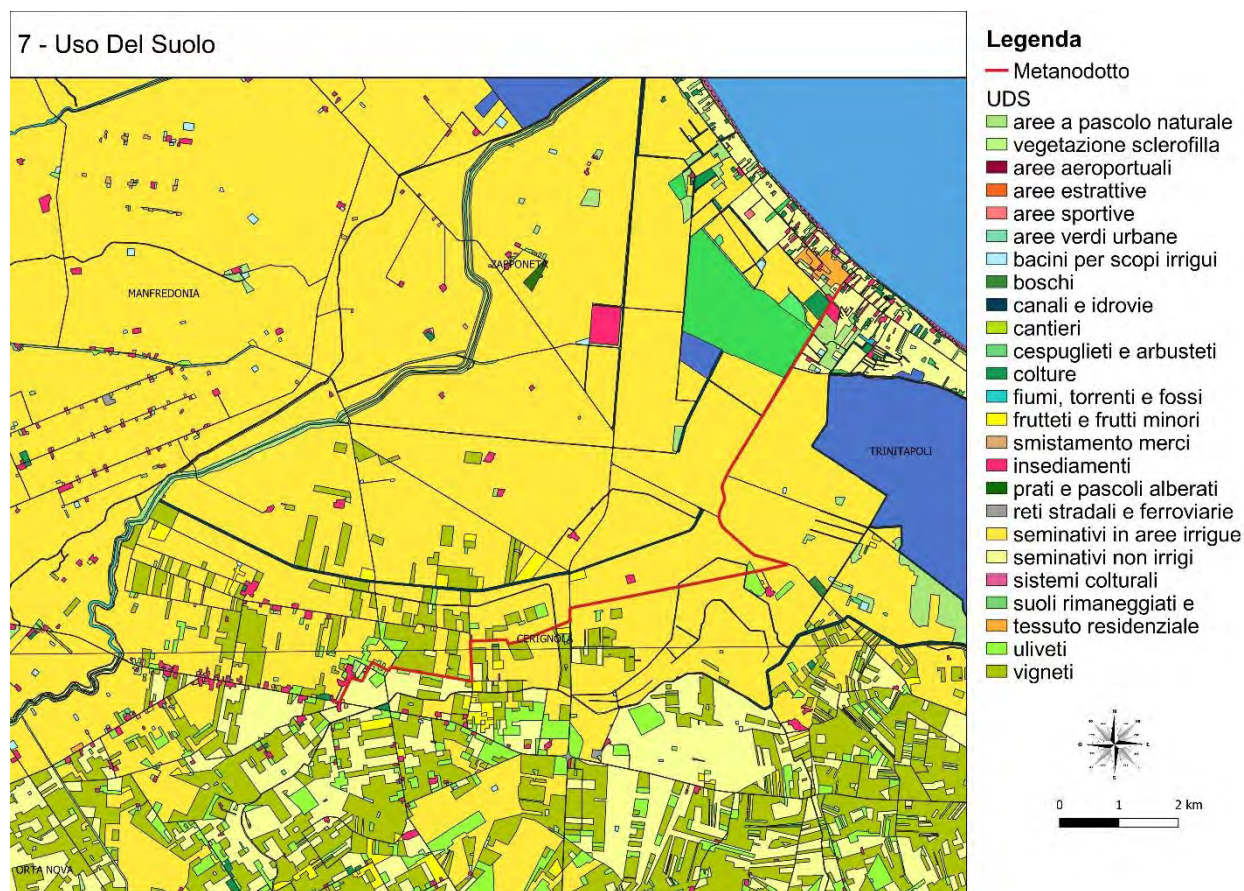 7 - Uso Del Suolo
MANFREDONIA
ZAPPONETA
TRINITAPOLI
CERIGNOLA
ORTA NOVA
Legenda
Metanodotto
UDS
aree a pascolo naturale
vegetazione sclerofilla
aree aeroportuali
aree estrattive
aree sportive
aree verdi urbane
bacini per scopi irrigui
boschi
canali e idrovie
cantieri
cespuglieti e arbusteti
colture
fiumi, torrenti e fossi
frutteti e frutti minori
smistamento merci
insediamenti
prati e pascoli alberati
reti stradali e ferroviarie
seminativi in aree irrigue
seminativi non irrigi
sistemi colturali
suoli rimaneggiati e
tessuto residenziale
uliveti
vigneti
N
O
E
S
0 1 2 km